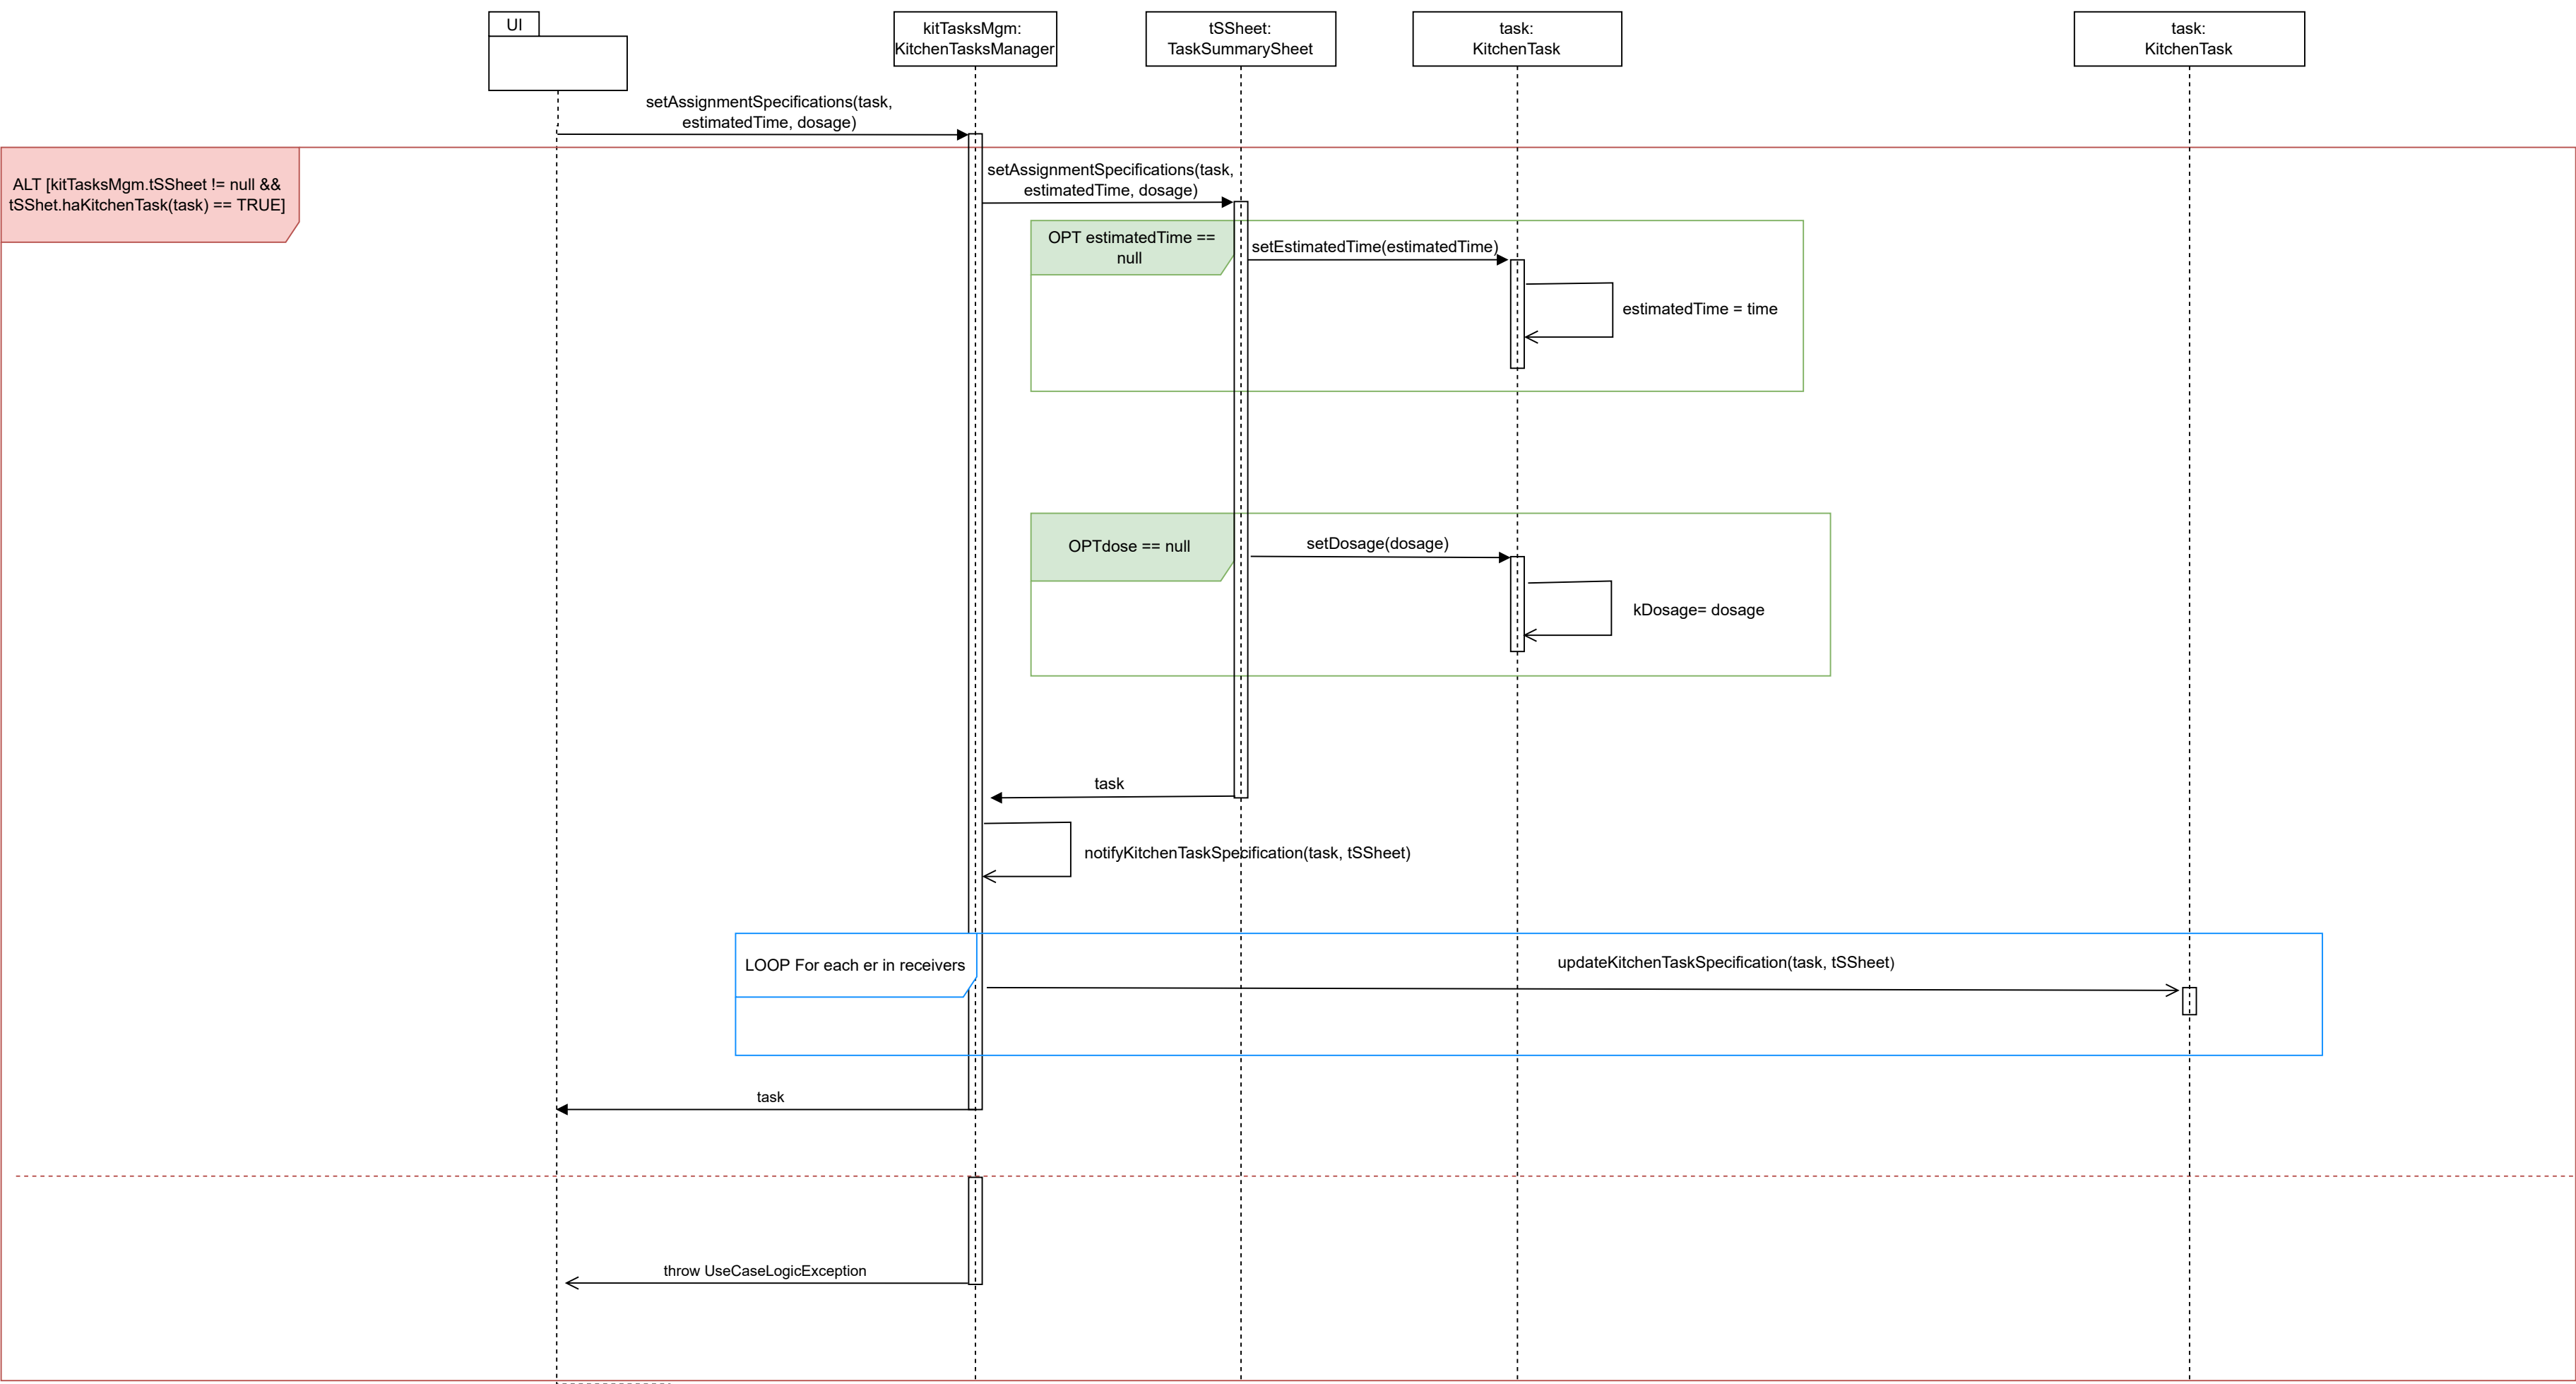 UI
kitTasksMgm:
KitchenTasksManager
tSSheet:
TaskSummarySheet
task:
KitchenTask
task:
KitchenTask
setAssignmentSpecifications(task,
estimatedTime, dosage)
ALT [kitTasksMgm.tSSheet != null &&
tSShet.haKitchenTask(task) == TRUE]
setAssignmentSpecifications(task,
estimatedTime, dosage)
OPT estimatedTime ==
null
setEstimatedTime(estimatedTime)
estimatedTime = time
OPTdose == null
setDosage(dosage)
kDosage= dosage
task
notifyKitchenTaskSpecification(task, tSSheet)
LOOP For each er in receivers
updateKitchenTaskSpecification(task, tSSheet)
task
throw UseCaseLogicException